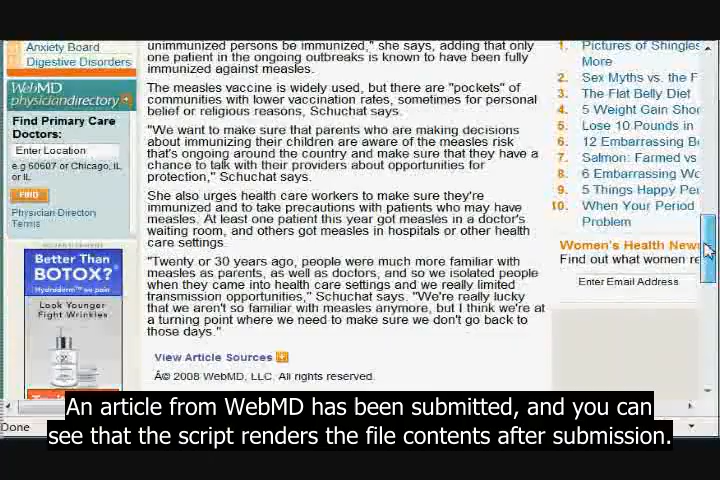 Anxiety Board
Digestive Disorders
WebMD
physiciandirectory
Find Primary Care
Doctors:
Enter Location
e.g 60607 or Chicago, IL
or IL
FIND
Physician Directory
Terms
ADVERTISEMENT
Better Than
BOTOX?
Hydroderm we pain
Look Younger
Fight Wrinkles
unimmunized persons be immunized," she says, adding that only
one patient in the ongoing outbreaks is known to have been fully
immunized against measles.
The measles vaccine is widely used, but there are "pockets" of
communities with lower vaccination rates, sometimes for personal
belief or religious reasons, Schuchat says.
"We want to make sure that parents who are making decisions
about immunizing their children are aware of the measles risk
that's ongoing around the country and make sure that they have a
chance to talk with their providers about opportunities for
protection," Schuchat says.
She also urges health care workers to make sure they're
immunized and to take precautions with patients who may have
measles. At least one patient this year got measles in a doctor's
waiting room, and others got measles in hospitals or other health
care settings.
"Twenty or 30 years ago, people were much more familiar with
measles as parents, as well as doctors, and so we isolated people
when they came into health care settings and we really limited
transmission opportunities," Schuchat says. "We're really lucky
that we aren't so familiar with measles anymore, but I think we're at
a turning point where we need to make sure we don't go back to
those days."
View Article Sources
Â© 2008 WebMD, LLC. All rights reserved.
1. Pictures of Shingles
More
2. Sex Myths vs. the F
3. The Flat Belly Diet
4. 5 Weight Gain Shoc
5. Lose 10 Pounds in
6. 12 Embarrassing Bo
7. Salmon: Farmed vs
8. 6 Embarrassing Wo
9. 5 Things Happy Per
10. When Your Period
Problem
Women's Health News
Find out what women re
Enter Email Address
Done
An article from WebMD has been submitted, and you can
see that the script renders the file contents after submission.